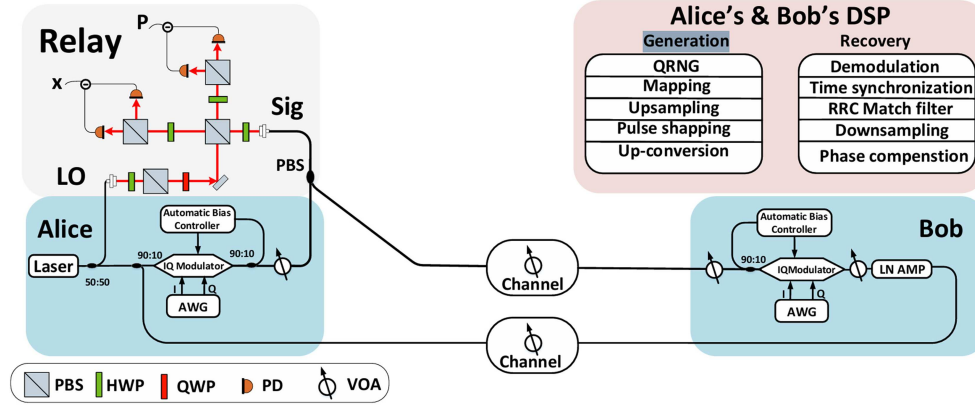 Relay
P
X
Sig
LO
PBS
Alice's & Bob's DSP
Generation
QRNG
Mapping
Upsampling
Pulse shapping
Up-conversion
Recovery
Demodulation
Time synchronization
RRC Match filter
Downsampling
Phase compenstion
Alice
Automatic Bias
Controller
Laser
50:50
90:10
IQ Modulator
90:10
I
Q
AWG
Channel
Channel
Bob
Automatic Bias
Controller
90:10
IQModulator
LN AMP
I
Q
AWG
PBS
HWP
QWP
PD
VOA